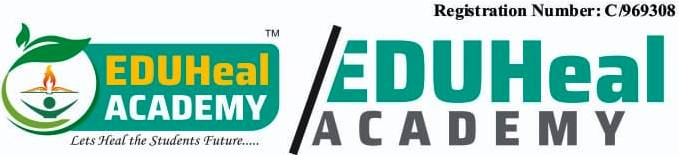 Registration Number: C/969308
TM
EDUHeal
ACADEMY
Lets Heal the Students Future.....
EDUHeal
ACADEMY